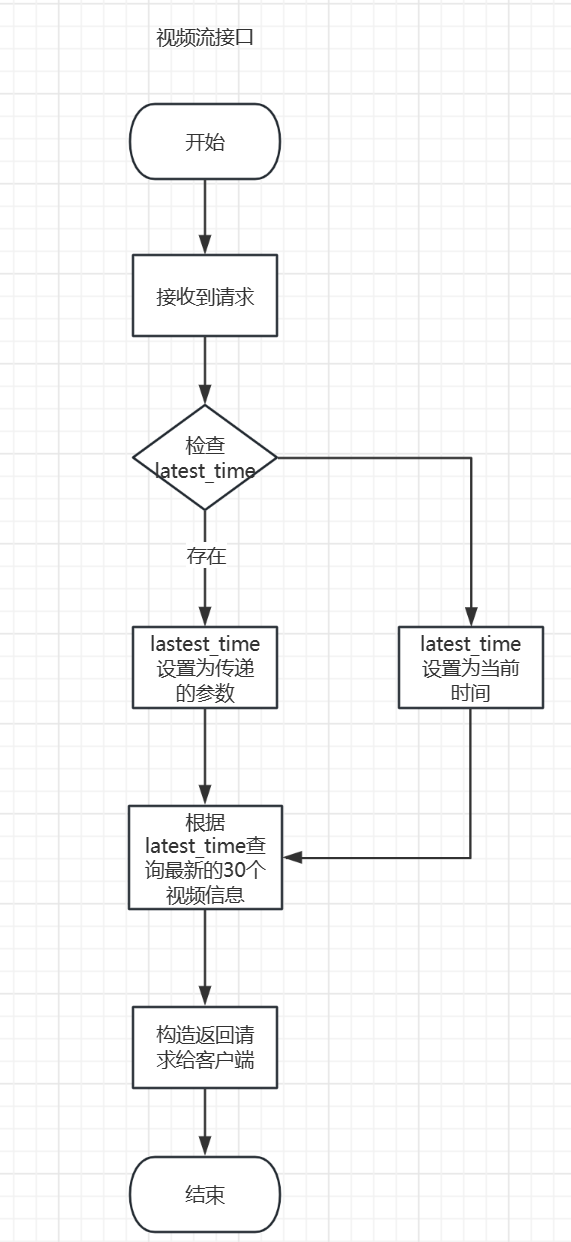 视频流接口
开始
接收到请求
检查
latest_time
存在
lastest_time
设置为传递
的参数
latest_time
设置为当前
时间
根据
latest_time查
询最新的30个
视频信息
构造返回请
求给客户端
结束